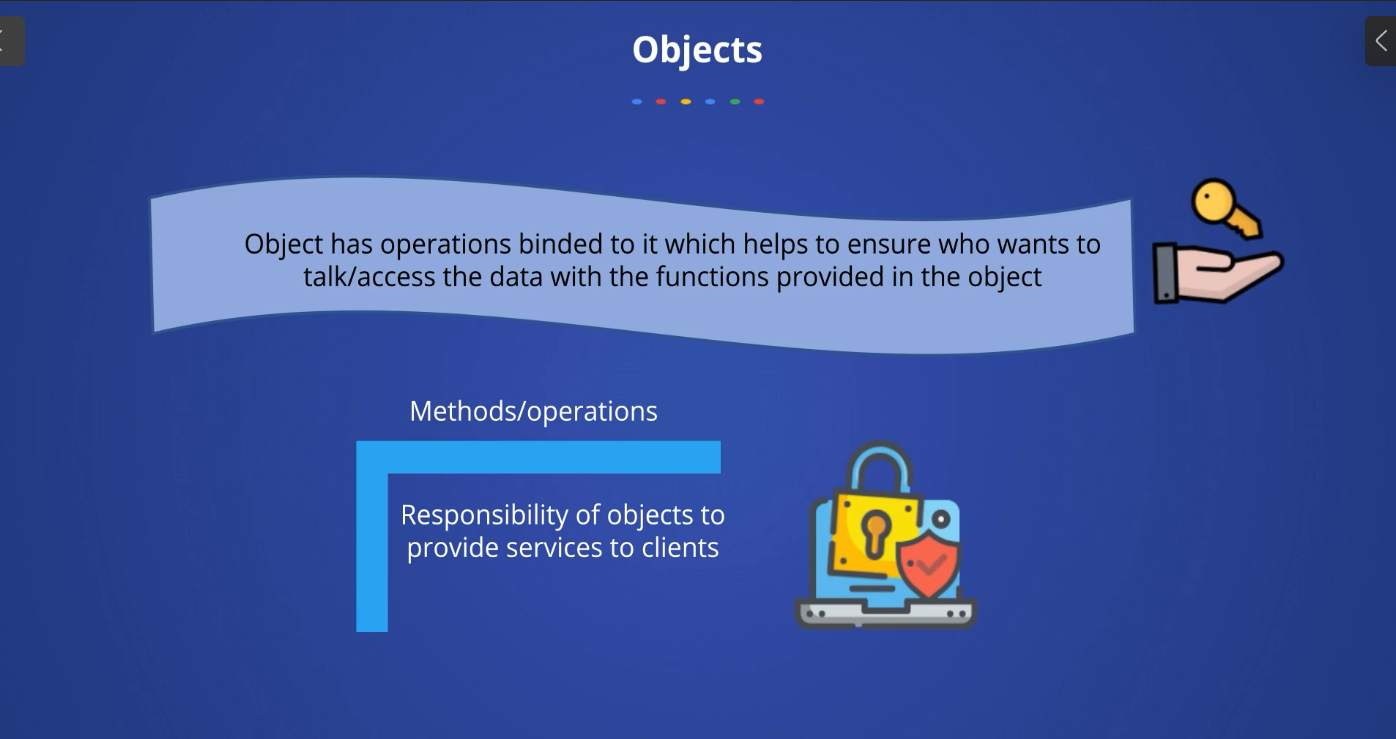 Objects
Object has operations binded to it which helps to ensure who wants to
talk/access the data with the functions provided in the object
Methods/operations
Responsibility of objects to
provide services to clients